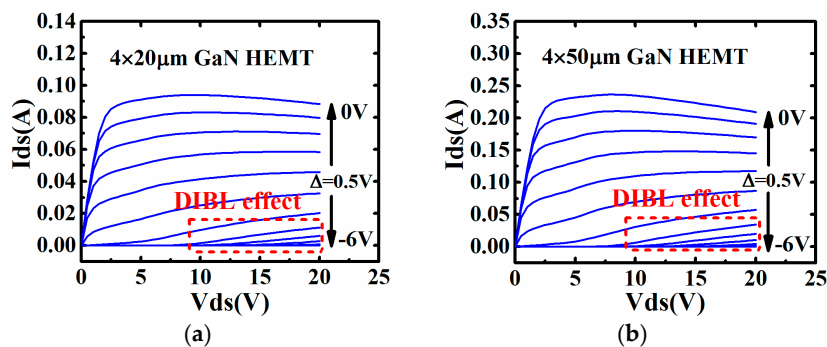 0.14
0.12
0.10
0.08
0.06
0.04
0.02
0.00
Ids(A)
4×20μm GaN HEMT
0V
Δ=0.5V
DIBL effect
-6V
0 5 10 15 20 25
Vds(V)
(a)
0.35
0.30
0.25
0.20
0.15
0.10
0.05
0.00
Ids(A)
4×50μm GaN HEMT
0V
Δ=0.5V
DIBL effect
-6V
0 5 10 15 20 25
Vds(V)
(b)